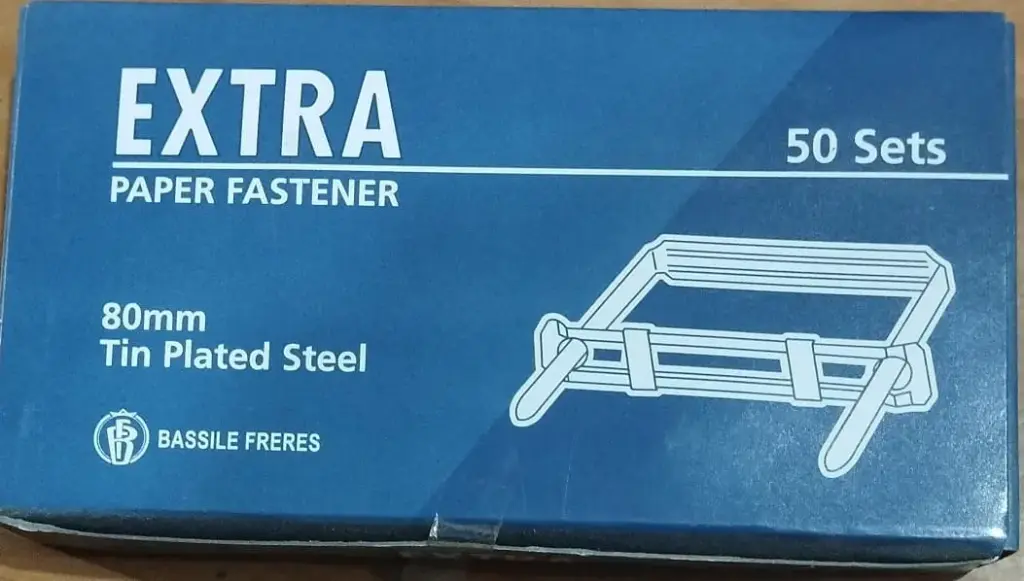 EXTRA
50 Sets
PAPER FASTENER
80mm
Tin Plated Steel
BASSILE FRERES